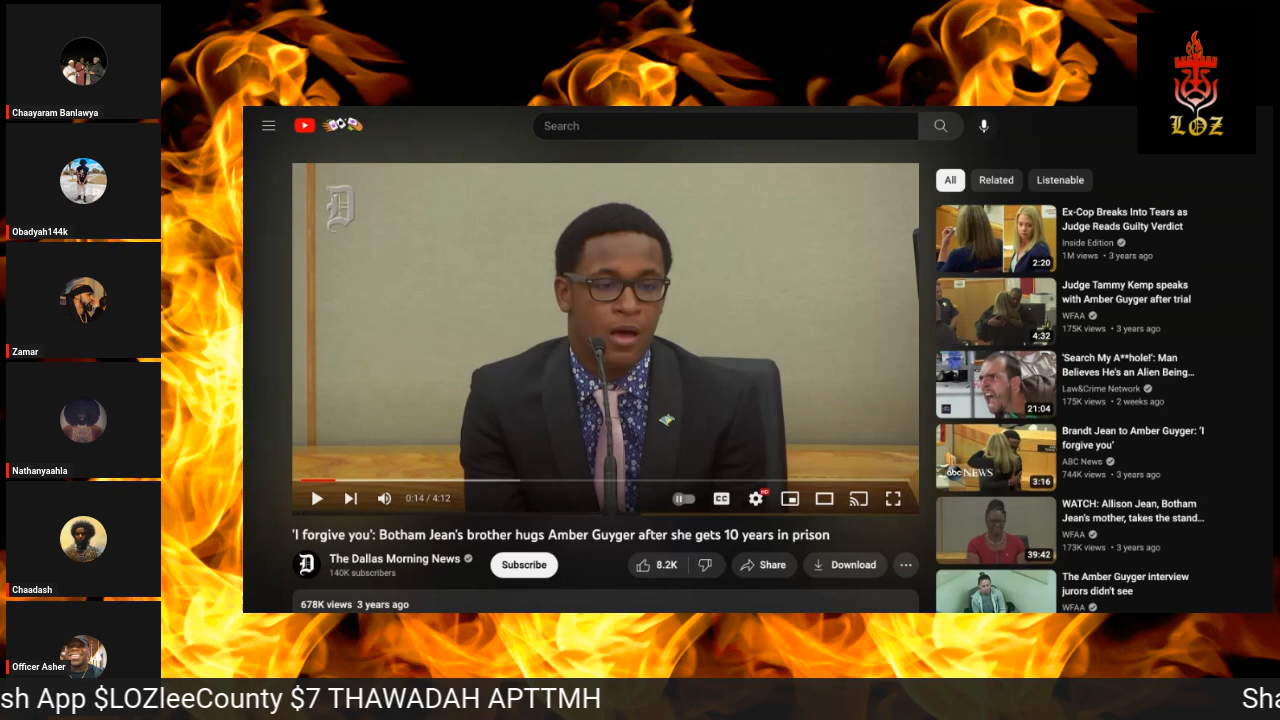 Chaayaram Banlawya
Obadyah144k
Zamar
Nathanyaahla
Chaadash
Officer Asher
LOZ
Search
D
0:14 / 4:12
CC
HD
'I forgive you': Botham Jean's brother hugs Amber Guyger after she gets 10 years in prison
D
The Dallas Morning News
140K subscribers
Subscribe
8.2K
Share
Download
678K views 3 years ago
All
Related
Listenable
2:20
Ex-Cop Breaks Into Tears as
Judge Reads Guilty Verdict
Inside Edition
1M views • 3 years ago
4:32
Judge Tammy Kemp speaks
with Amber Guyger after trial
WFAA
175K views • 3 years ago
21:04
'Search My A**hole!': Man
Believes He's an Alien Being...
Law&Crime Network
175K views • 2 weeks ago
abc NEWS
3:16
Brandt Jean to Amber Guyger: 'I
forgive you'
ABC News
744K views • 3 years ago
39:42
WATCH: Allison Jean, Botham
Jean's mother, takes the stand...
WFAA
173K views • 3 years ago
The Amber Guyger interview
jurors didn't see
WFAA
sh App $LOZleeCounty $7 THAWADAH APTTMH
Sha